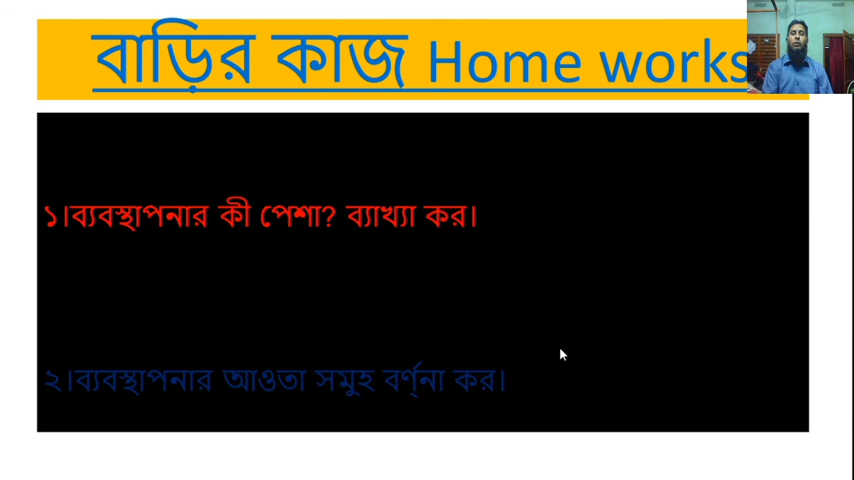 বাড়ির কাজ Home works
১।ব্যবস্থাপনার কী পেশা? ব্যাখ্যা কর।
২।ব্যবস্থাপনার আওতা সমুহ বর্ণ্না কর।